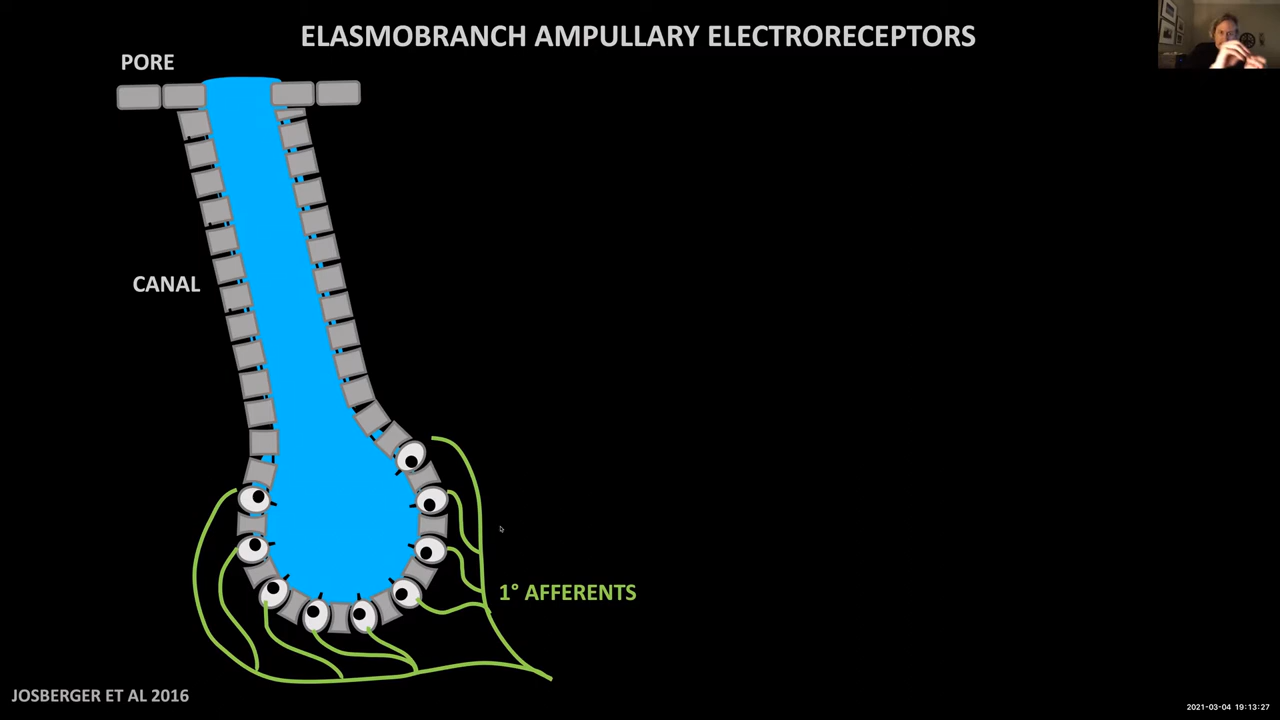 ELASMOBRANCH AMPULLARY ELECTRORECEPTORS
PORE
CANAL
1° AFFERENTS
JOSBERGER ET AL 2016
2021-03-04 19:13:27